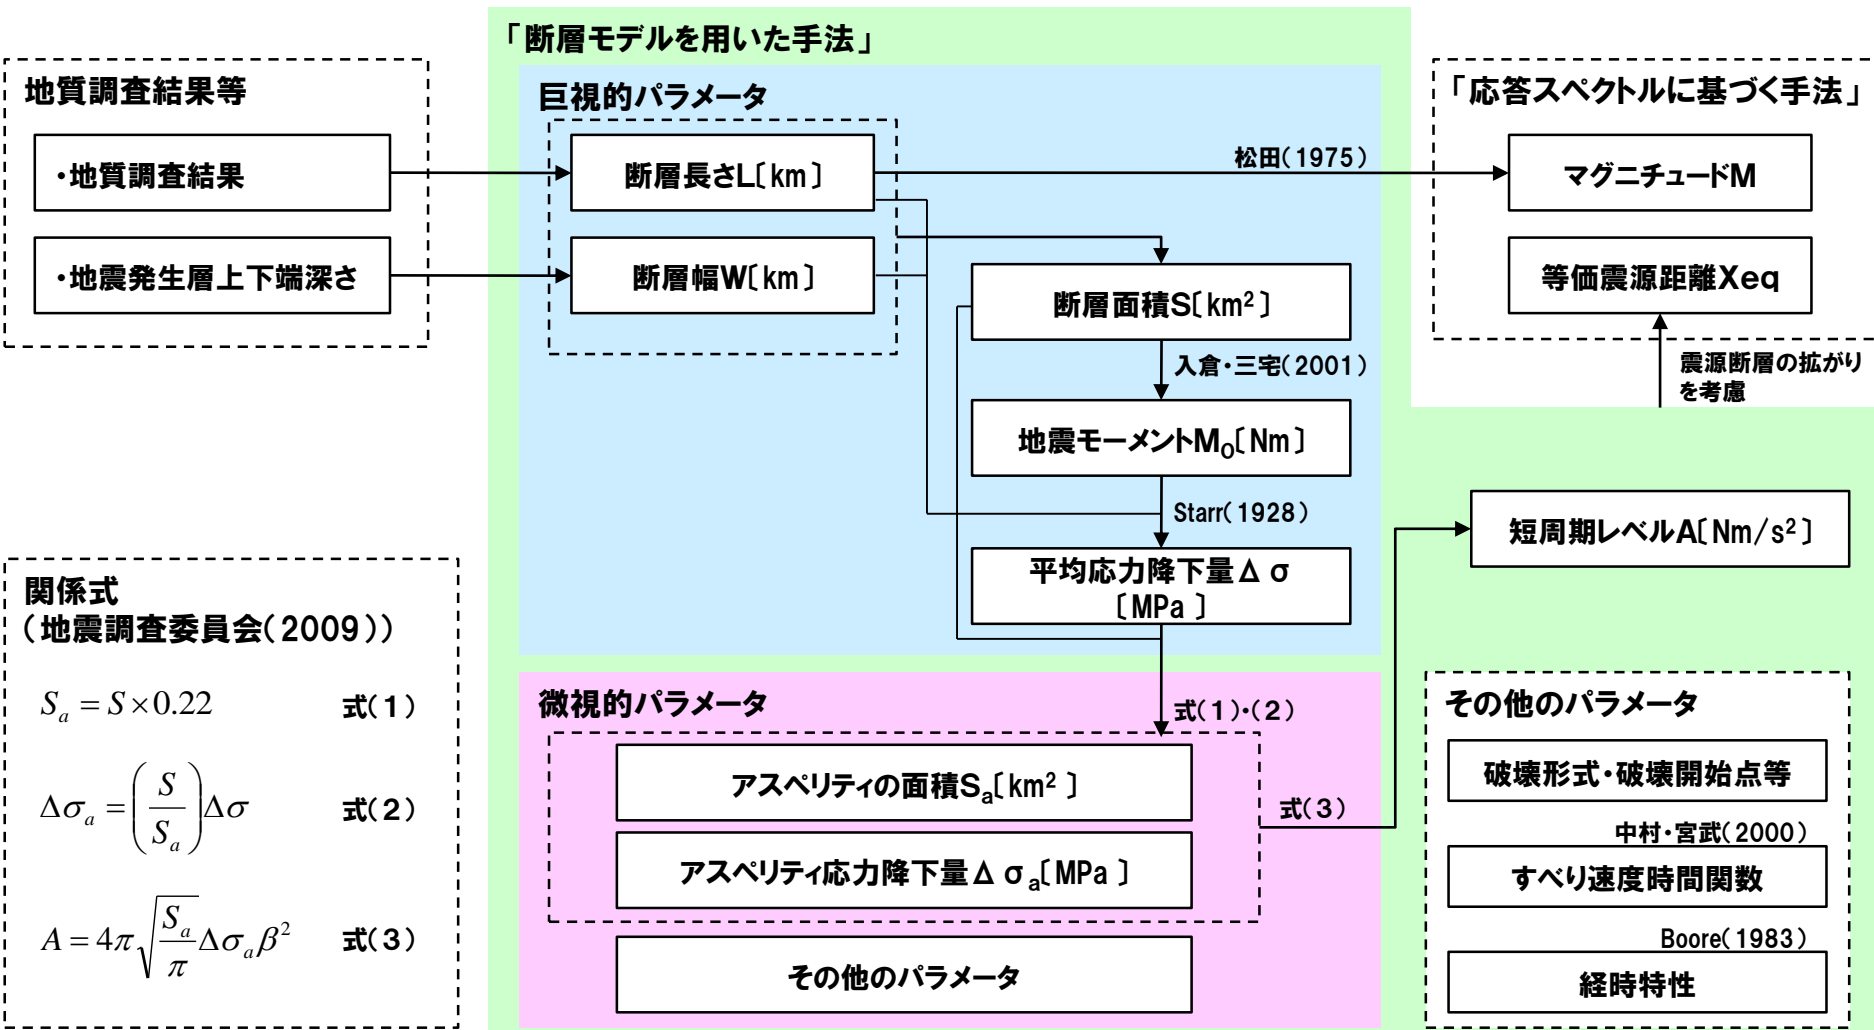 「断層モデルを用いた手法」
地質調査結果等
・地質調査結果
・地震発生層上下端深さ
巨視的パラメータ
断層長さL〔km〕
断層幅W〔km〕
松田(1975)
「応答スペクトルに基づく手法」
マグニチュードM
等価震源距離Xeq
震源断層の拡がり
を考慮
断層面積S〔km²〕
入倉・三宅(2001)
地震モーメントM₀〔Nm〕
Starr(1928)
平均応力降下量Δσ
〔MPa〕
短周期レベルA〔Nm/s²〕
関係式
(地震調査委員会(2009))
Sₐ = S × 0.22 式(1)
Δσₐ = (S / Sₐ) Δσ 式(2)
A = 4π√(Sₐ / π) Δσₐ β² 式(3)
微視的パラメータ
式(1)・(2)
アスペリティの面積Sₐ〔km²〕
アスペリティ応力降下量Δσₐ〔MPa〕
式(3)
その他のパラメータ
その他のパラメータ
破壊形式・破壊開始点等
中村・宮武(2000)
すべり速度時間関数
Boore(1983)
経時特性